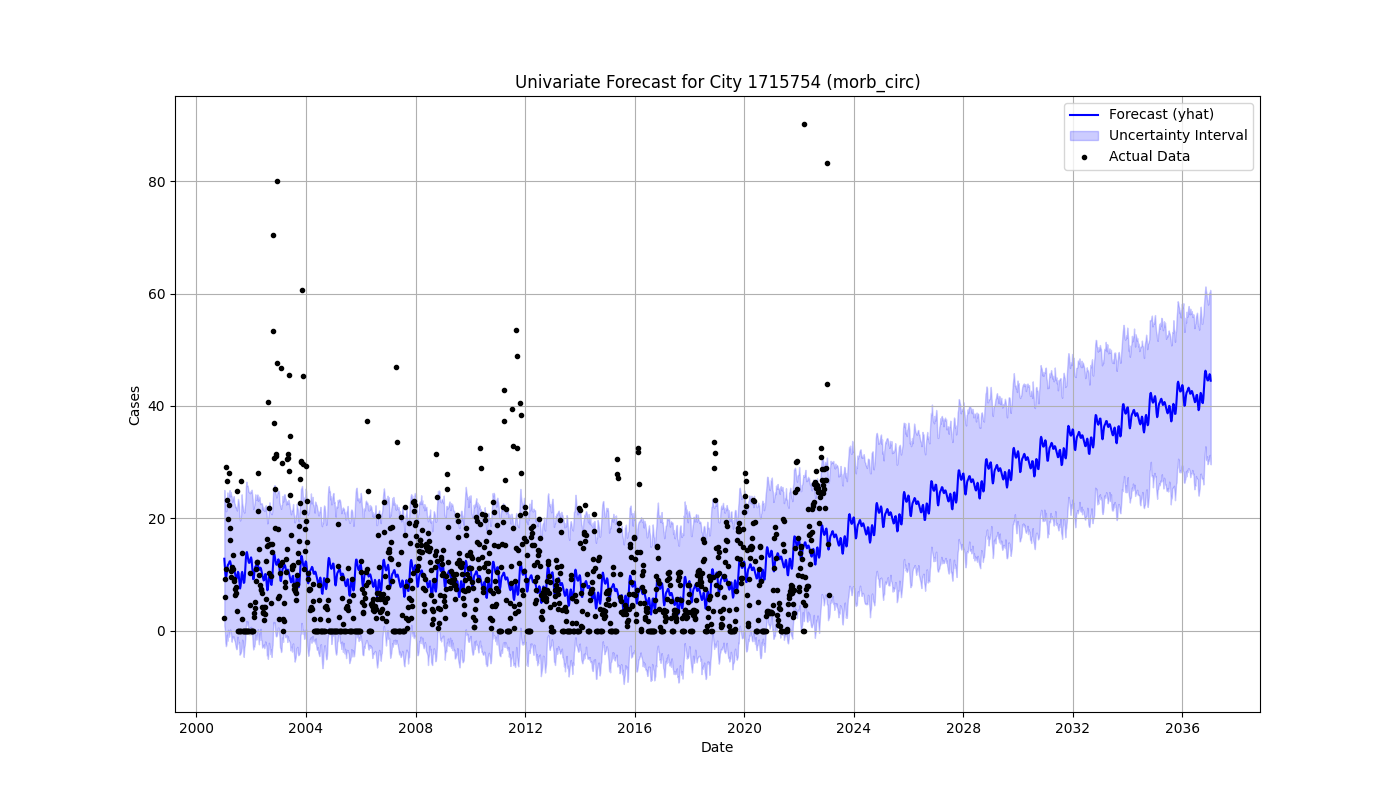 Univariate Forecast for City 1715754 (morb_circ)
Forecast (yhat)
Uncertainty Interval
Actual Data
Cases
80
60
40
20
0
2000 2004 2008 2012 2016 2020 2024 2028 2032 2036
Date